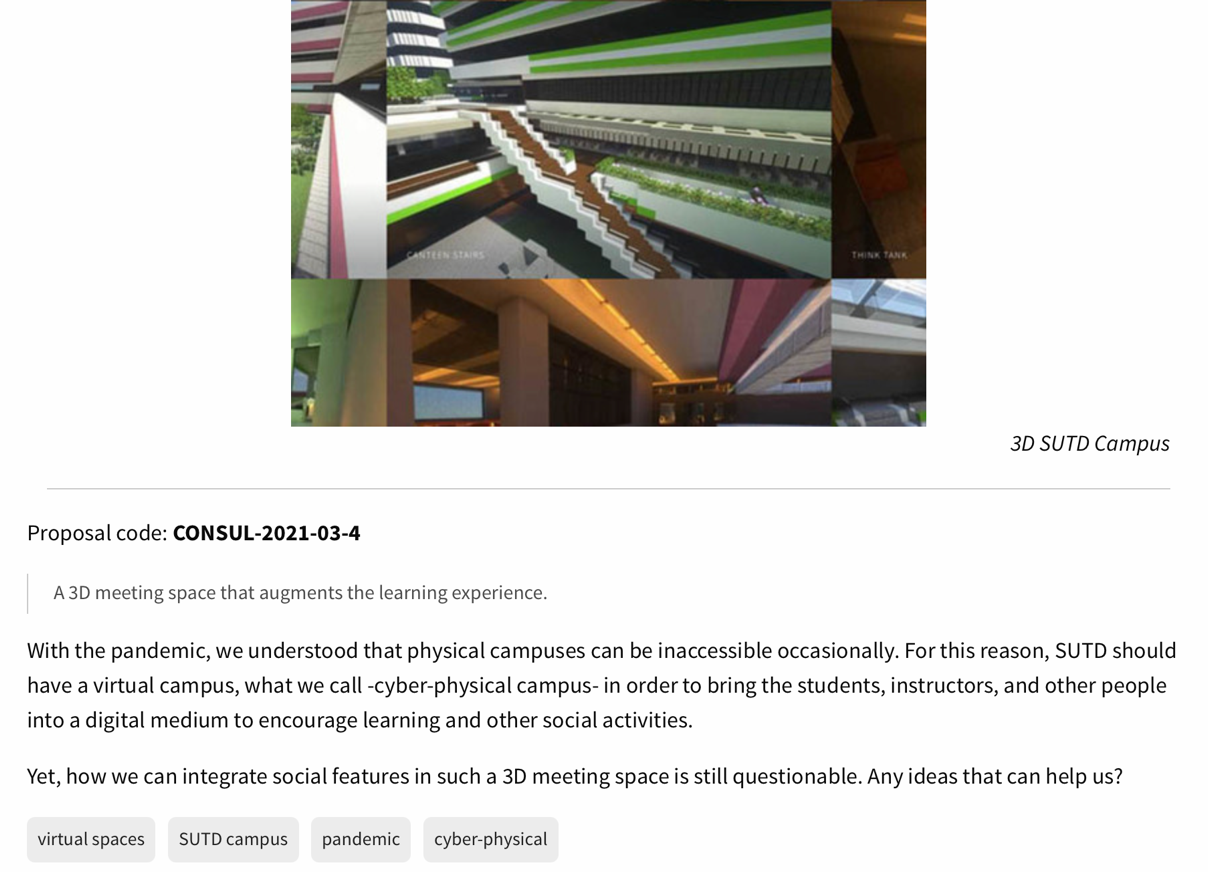 CANTEEN STAIRS
THINK TANK
3D SUTD Campus
Proposal code: CONSUL-2021-03-4
A 3D meeting space that augments the learning experience.
With the pandemic, we understood that physical campuses can be inaccessible occasionally. For this reason, SUTD should
have a virtual campus, what we call -cyber-physical campus- in order to bring the students, instructors, and other people
into a digital medium to encourage learning and other social activities.
Yet, how we can integrate social features in such a 3D meeting space is still questionable. Any ideas that can help us?
virtual spaces SUTD campus pandemic cyber-physical